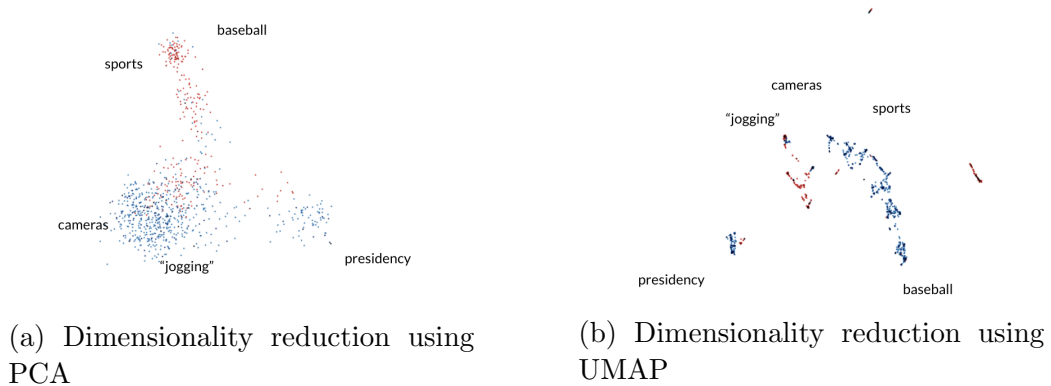 baseball
sports
cameras
"jogging"
presidency
(a) Dimensionality reduction using
PCA
cameras
sports
"jogging"
presidency
baseball
(b) Dimensionality reduction using
UMAP